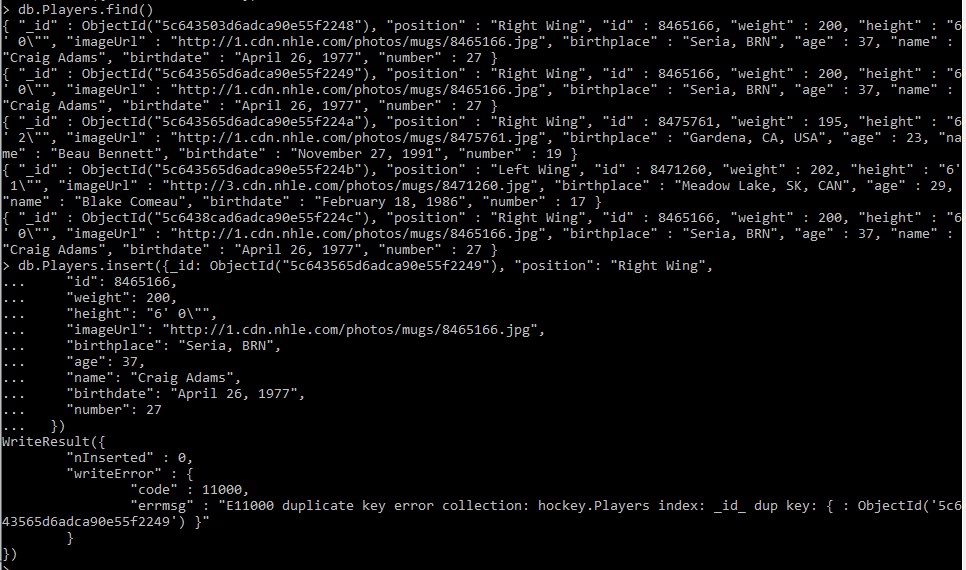 > db.Players.find()
{ "_id" : ObjectId("5c643503d6adca90e55f2248"), "position" : "Right Wing", "id" : 8465166, "weight" : 200, "height" : "6
' 0\"", "imageUrl" : "http://1.cdn.nhle.com/photos/mugs/8465166.jpg", "birthplace" : "Seria, BRN", "age" : 37, "name" :
"Craig Adams", "birthdate" : "April 26, 1977", "number" : 27 }
{ "_id" : ObjectId("5c643565d6adca90e55f2249"), "position" : "Right Wing", "id" : 8465166, "weight" : 200, "height" : "6
' 0\"", "imageUrl" : "http://1.cdn.nhle.com/photos/mugs/8465166.jpg", "birthplace" : "Seria, BRN", "age" : 37, "name" :
"Craig Adams", "birthdate" : "April 26, 1977", "number" : 27 }
{ "_id" : ObjectId("5c643565d6adca90e55f224a"), "position" : "Right Wing", "id" : 8475761, "weight" : 195, "height" : "6
' 2\"", "imageUrl" : "http://1.cdn.nhle.com/photos/mugs/8475761.jpg", "birthplace" : "Gardena, CA, USA", "age" : 23, "na
me" : "Beau Bennett", "birthdate" : "November 27, 1991", "number" : 19 }
{ "_id" : ObjectId("5c643565d6adca90e55f224b"), "position" : "Left Wing", "id" : 8471260, "weight" : 202, "height" : "6'
 1\"", "imageUrl" : "http://3.cdn.nhle.com/photos/mugs/8471260.jpg", "birthplace" : "Meadow Lake, SK, CAN", "age" : 29,
"name" : "Blake Comeau", "birthdate" : "February 18, 1986", "number" : 17 }
{ "_id" : ObjectId("5c6438cad6adca90e55f224c"), "position" : "Right Wing", "id" : 8465166, "weight" : 200, "height" : "6
' 0\"", "imageUrl" : "http://1.cdn.nhle.com/photos/mugs/8465166.jpg", "birthplace" : "Seria, BRN", "age" : 37, "name" :
"Craig Adams", "birthdate" : "April 26, 1977", "number" : 27 }
> db.Players.insert({_id: ObjectId("5c643565d6adca90e55f2249"), "position": "Right Wing",
...     "id": 8465166,
...     "weight": 200,
...     "height": "6' 0\"",
...     "imageUrl": "http://1.cdn.nhle.com/photos/mugs/8465166.jpg",
...     "birthplace": "Seria, BRN",
...     "age": 37,
...     "name": "Craig Adams",
...     "birthdate": "April 26, 1977",
...     "number": 27
...   })
WriteResult({
        "nInserted" : 0,
        "writeError" : {
                "code" : 11000,
                "errmsg" : "E11000 duplicate key error collection: hockey.Players index: _id_ dup key: { : ObjectId('5c6
43565d6adca90e55f2249') }"
        }
})
>